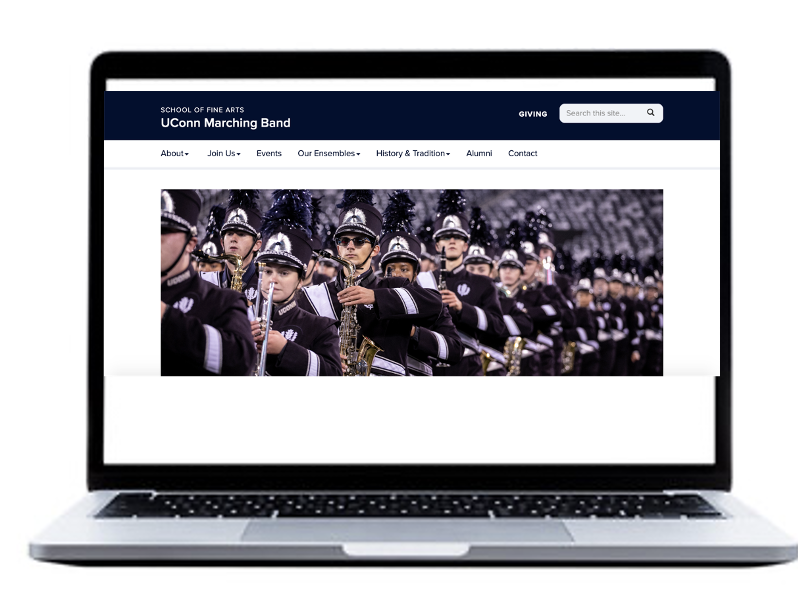 SCHOOL OF FINE ARTS
UConn Marching Band
GIVING
Search this site...
About
Join Us
Events
Our Ensembles
History & Tradition
Alumni
Contact
UCONN